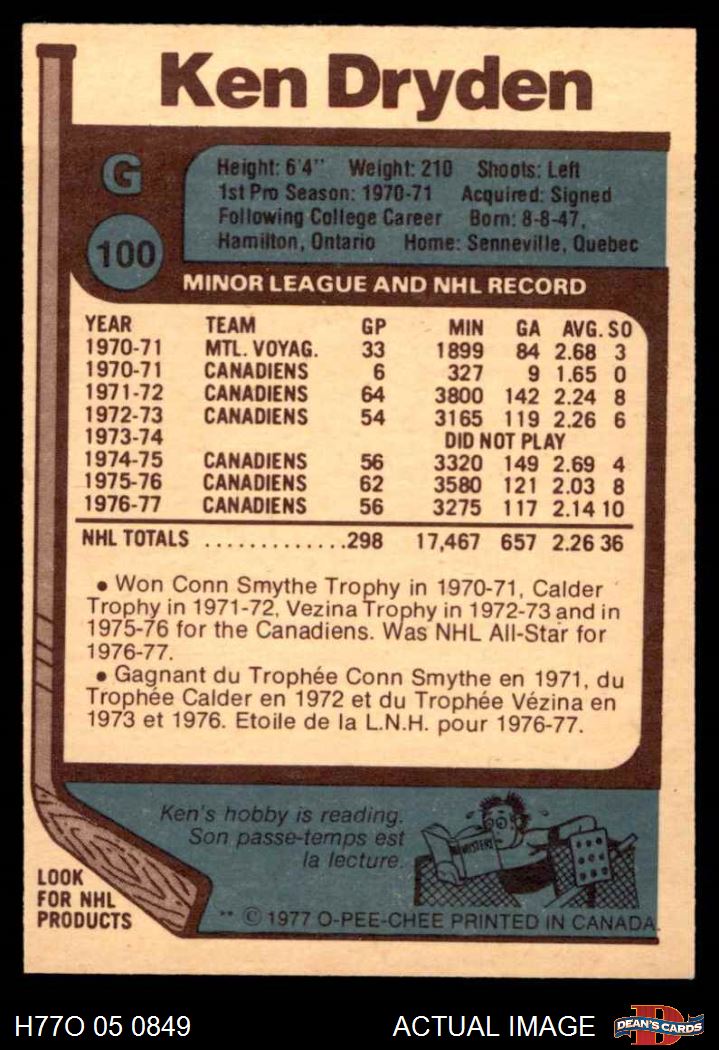 Ken Dryden
G
100
Height: 6'4" Weight: 210 Shoots: Left
1st Pro Season: 1970-71 Acquired: Signed
Following College Career Born: 8-8-47,
Hamilton, Ontario Home: Senneville, Quebec
MINOR LEAGUE AND NHL RECORD
YEAR TEAM GP MIN GA AVG. SO
1970-71 MTL. VOYAG. 33 1899 84 2.68 3
1970-71 CANADIENS 6 327 9 1.65 0
1971-72 CANADIENS 64 3800 142 2.24 8
1972-73 CANADIENS 54 3165 119 2.26 6
1973-74 DID NOT PLAY
1974-75 CANADIENS 56 3320 149 2.69 4
1975-76 CANADIENS 62 3580 121 2.03 8
1976-77 CANADIENS 56 3275 117 2.14 10
NHL TOTALS .............298 17,467 657 2.26 36
• Won Conn Smythe Trophy in 1970-71, Calder
Trophy in 1971-72, Vezina Trophy in 1972-73 and in
1975-76 for the Canadiens. Was NHL All-Star for
1976-77.
• Gagnant du Trophée Conn Smythe en 1971, du
Trophée Calder en 1972 et du Trophée Vézina en
1973 et 1976. Etoile de la L.N.H. pour 1976-77.
Ken's hobby is reading.
Son passe-temps est
la lecture.
MYSTERY
LOOK
FOR NHL
PRODUCTS
** © 1977 O-PEE-CHEE PRINTED IN CANADA
H77O 05 0849 ACTUAL IMAGE
D
DEAN'S CARDS